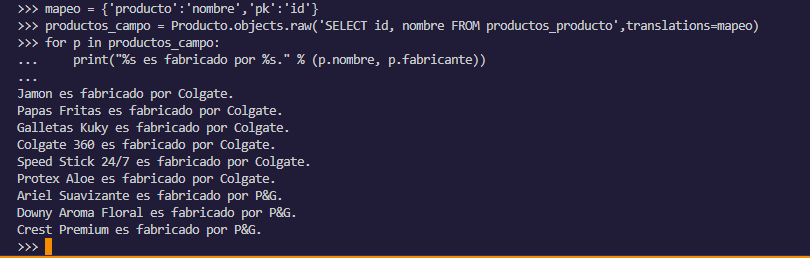 >>> mapeo = {'producto':'nombre','pk':'id'}
>>> productos_campo = Producto.objects.raw('SELECT id, nombre FROM productos_producto',translations=mapeo)
>>> for p in productos_campo:
...     print("%s es fabricado por %s." % (p.nombre, p.fabricante))
...
Jamon es fabricado por Colgate.
Papas Fritas es fabricado por Colgate.
Galletas Kuky es fabricado por Colgate.
Colgate 360 es fabricado por Colgate.
Speed Stick 24/7 es fabricado por Colgate.
Protex Aloe es fabricado por Colgate.
Ariel Suavizante es fabricado por P&G.
Downy Aroma Floral es fabricado por P&G.
Crest Premium es fabricado por P&G.
>>>